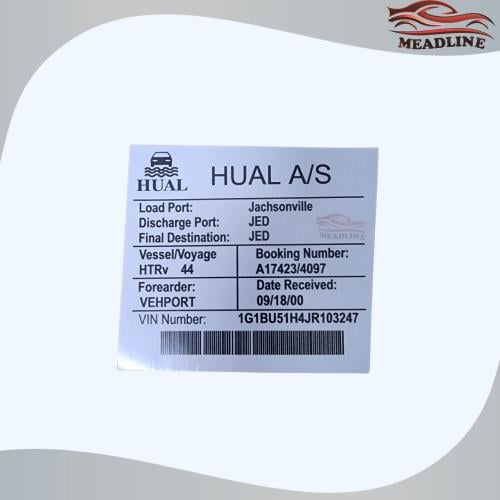 MEADLINE
HUAL
HUAL A/S
Load Port: Jachsonville
Discharge Port: JED
Final Destination: JED
MEADLINE
Vessel/Voyage Booking Number:
HTRv 44 A17423/4097
Forearder: Date Received:
VEHPORT 09/18/00
VIN Number: 1G1BU51H4JR103247